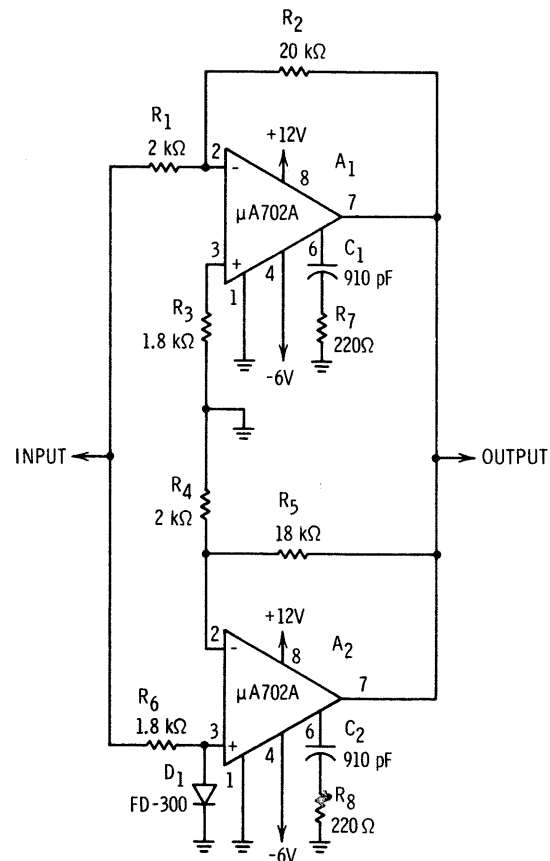 R2
20 kΩ
R1
2 kΩ
+12V
A1
2
-
8
μA702A
7
3
+
6
C1
910 pF
4
1
R3
1.8 kΩ
R7
220Ω
-6V
INPUT
OUTPUT
R4
2 kΩ
R5
18 kΩ
+12V
A2
2
-
8
μA702A
7
R6
1.8 kΩ
3
+
6
C2
910 pF
4
1
D1
FD-300
R8
220 Ω
-6V